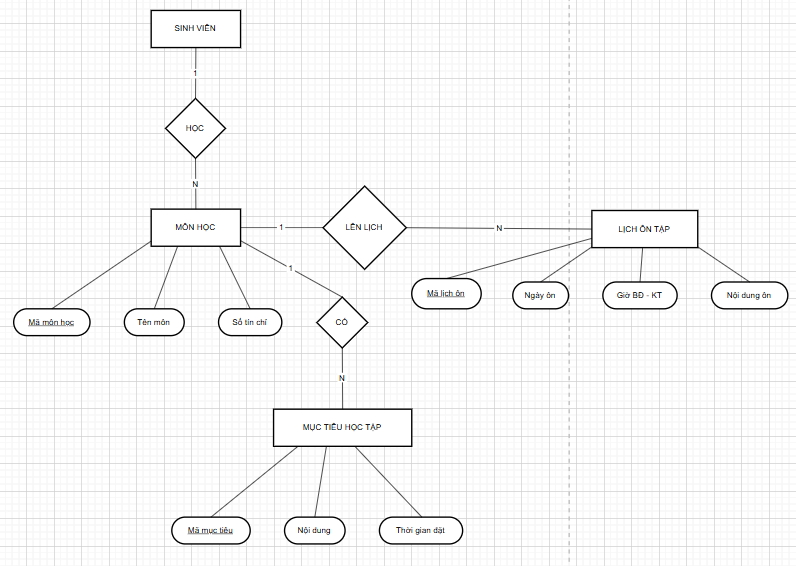 SINH VIÊN
1
HỌC
N
MÔN HỌC
1
LÊN LỊCH
N
LỊCH ÔN TẬP
1
Mã lịch ôn
Ngày ôn
Giờ BĐ - KT
Nội dung ôn
Mã môn học
Tên môn
Số tín chỉ
CÓ
N
MỤC TIÊU HỌC TẬP
Mã mục tiêu
Nội dung
Thời gian đặt